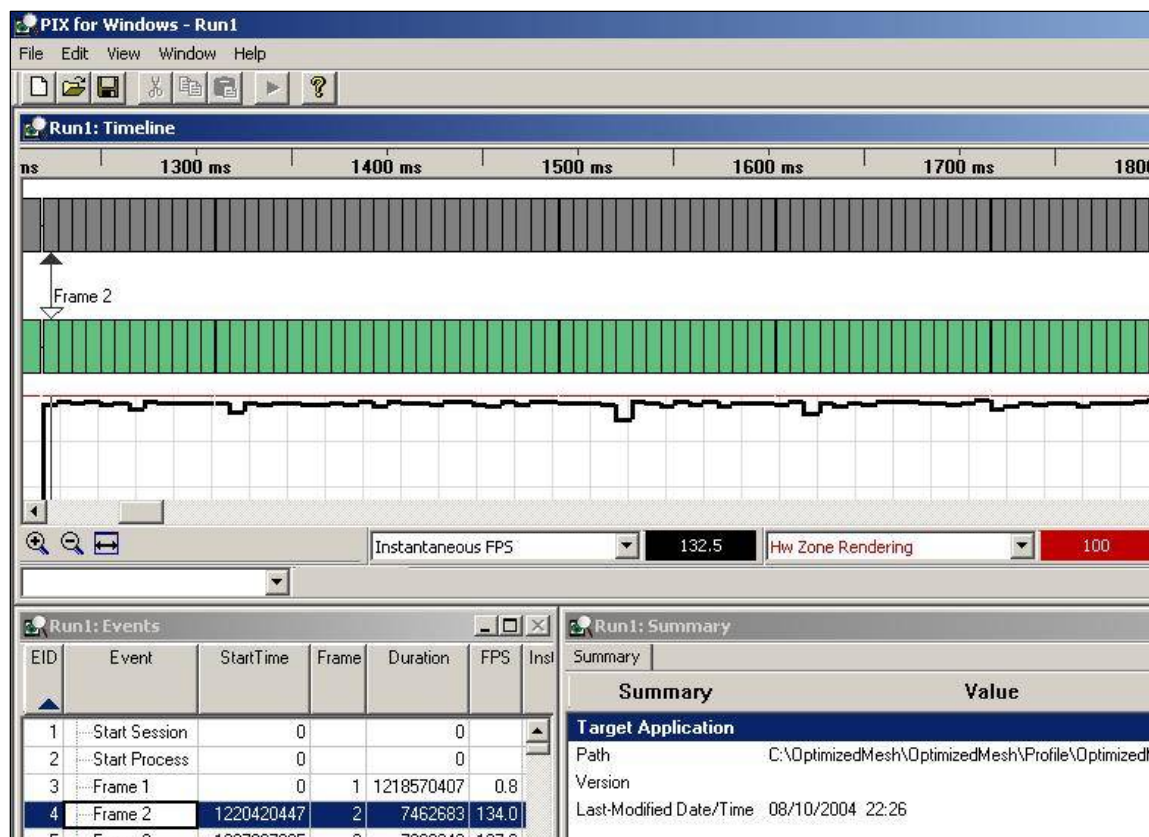 PIX for Windows - Run1
File Edit View Window Help
Run1: Timeline
ns 1300 ms 1400 ms 1500 ms 1600 ms 1700 ms 180
Frame 2
Instantaneous FPS 132.5 Hw Zone Rendering 100
Run1: Events
EID Event StartTime Frame Duration FPS Inst
1 Start Session 0 0
2 Start Process 0 0
3 Frame 1 0 1 1218570407 0.8
4 Frame 2 1220420447 2 7462683 134.0
Run1: Summary
Summary
Summary Value
Target Application
Path C:\OptimizedMesh\OptimizedMesh\Profile\Optimized
Version
Last-Modified Date/Time 08/10/2004 22:26